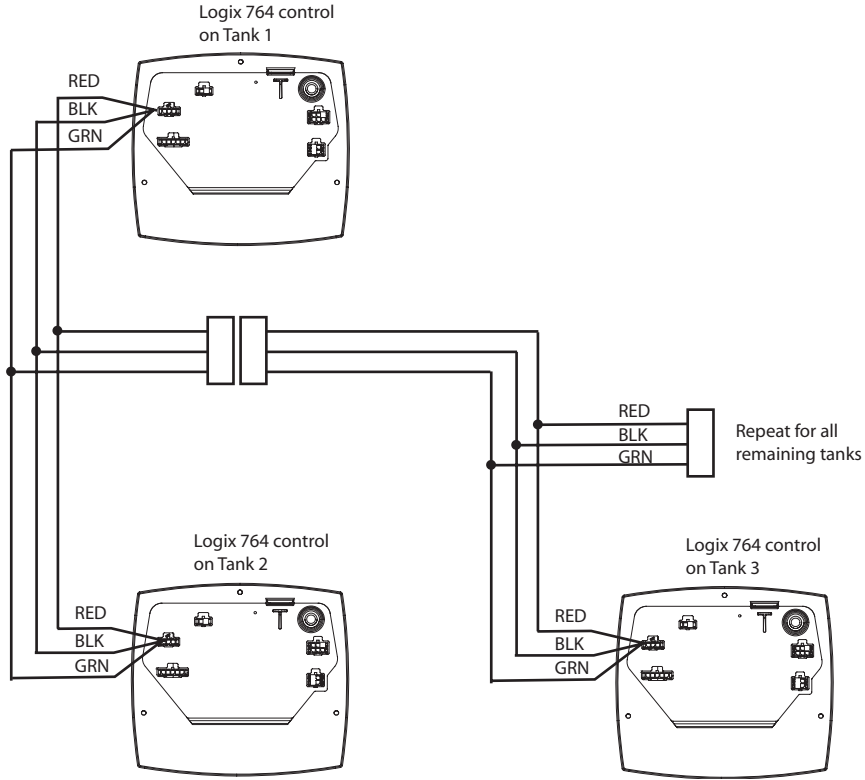 Logix 764 control
on Tank 1
RED
BLK
GRN
RED
BLK
GRN
Repeat for all
remaining tanks
Logix 764 control
on Tank 2
RED
BLK
GRN
Logix 764 control
on Tank 3
RED
BLK
GRN